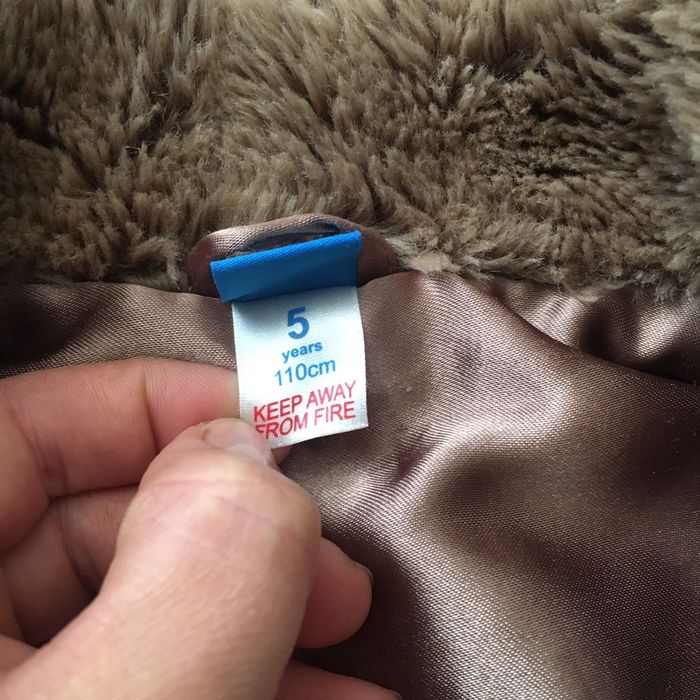 5
years
110cm
KEEP AWAY
FROM FIRE